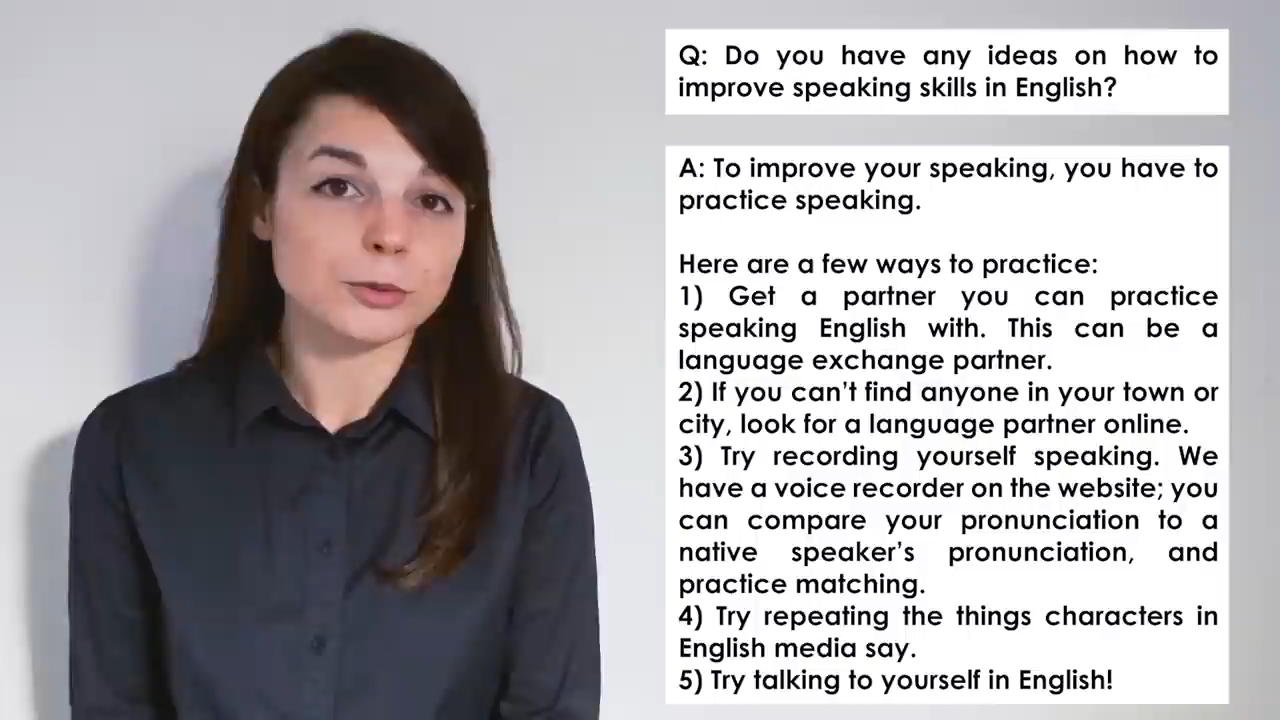 Q: Do you have any ideas on how to
improve speaking skills in English?
A: To improve your speaking, you have to
practice speaking.
Here are a few ways to practice:
1) Get a partner you can practice
speaking English with. This can be a
language exchange partner.
2) If you can’t find anyone in your town or
city, look for a language partner online.
3) Try recording yourself speaking. We
have a voice recorder on the website; you
can compare your pronunciation to a
native speaker’s pronunciation, and
practice matching.
4) Try repeating the things characters in
English media say.
5) Try talking to yourself in English!